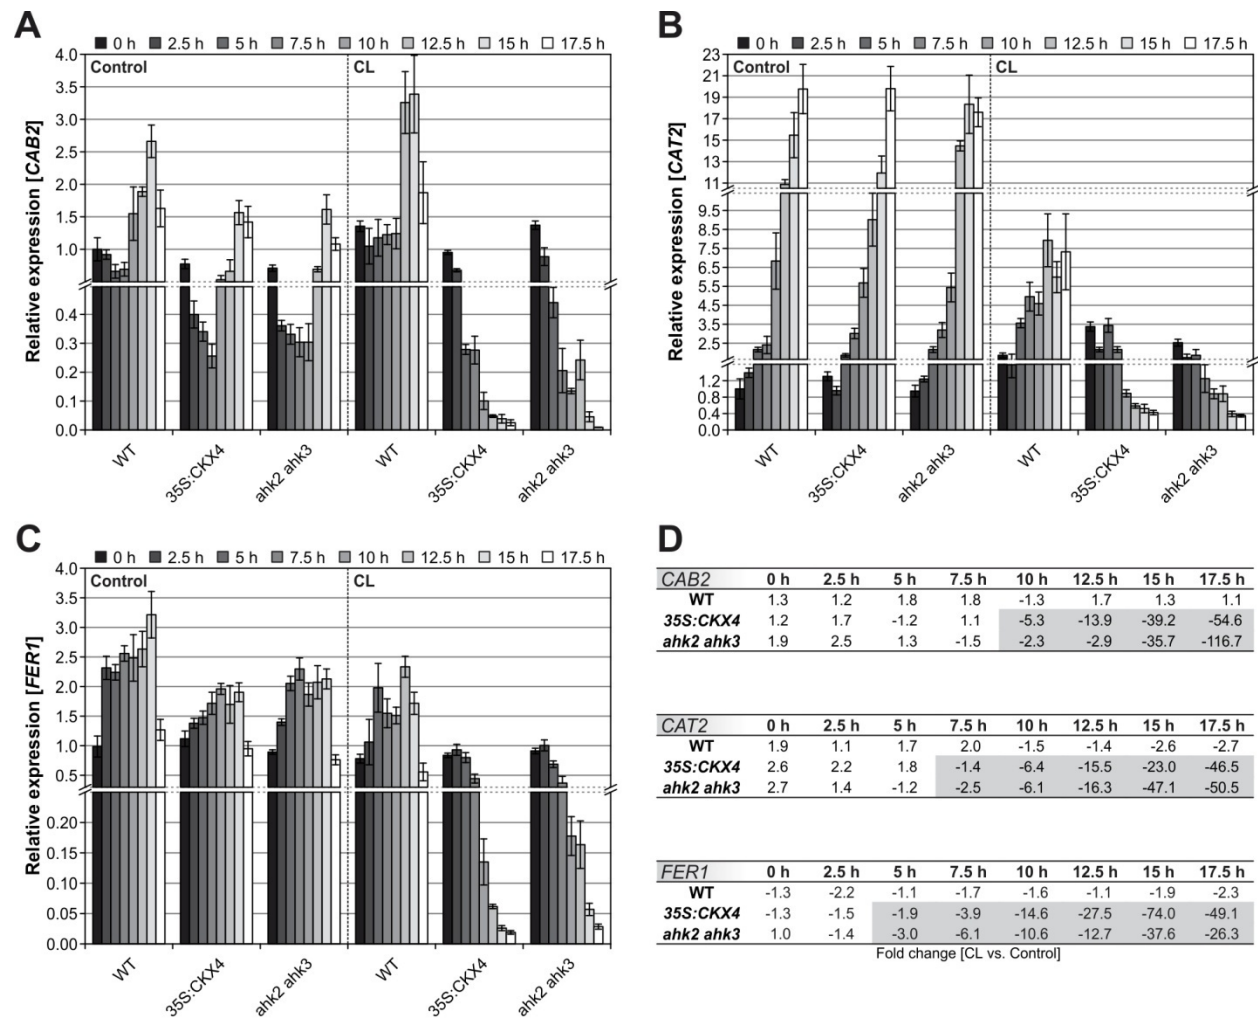 A
0 h 2.5 h 5 h 7.5 h 10 h 12.5 h 15 h 17.5 h
Relative expression [CAB2]
4.0
3.5
3.0
2.5
2.0
1.5
1.0
0.4
0.3
0.2
0.1
0.0
Control
CL
WT 35S:CKX4 ahk2 ahk3 WT 35S:CKX4 ahk2 ahk3
B
0 h 2.5 h 5 h 7.5 h 10 h 12.5 h 15 h 17.5 h
Relative expression [CAT2]
23
21
19
17
15
13
11
9.5
8.5
7.5
6.5
5.5
4.5
3.5
2.5
1.2
0.8
0.4
0.0
Control
CL
WT 35S:CKX4 ahk2 ahk3 WT 35S:CKX4 ahk2 ahk3
C
0 h 2.5 h 5 h 7.5 h 10 h 12.5 h 15 h 17.5 h
Relative expression [FER1]
4.0
3.5
3.0
2.5
2.0
1.5
1.0
0.5
0.20
0.15
0.10
0.05
0.00
Control
CL
WT 35S:CKX4 ahk2 ahk3 WT 35S:CKX4 ahk2 ahk3
D
CAB2 0 h 2.5 h 5 h 7.5 h 10 h 12.5 h 15 h 17.5 h
WT 1.3 1.2 1.8 1.8 -1.3 1.7 1.3 1.1
35S:CKX4 1.2 1.7 -1.2 1.1 -5.3 -13.9 -39.2 -54.6
ahk2 ahk3 1.9 2.5 1.3 -1.5 -2.3 -2.9 -35.7 -116.7
CAT2 0 h 2.5 h 5 h 7.5 h 10 h 12.5 h 15 h 17.5 h
WT 1.9 1.1 1.7 2.0 -1.5 -1.4 -2.6 -2.7
35S:CKX4 2.6 2.2 1.8 -1.4 -6.4 -15.5 -23.0 -46.5
ahk2 ahk3 2.7 1.4 -1.2 -2.5 -6.1 -16.3 -47.1 -50.5
FER1 0 h 2.5 h 5 h 7.5 h 10 h 12.5 h 15 h 17.5 h
WT -1.3 -2.2 -1.1 -1.7 -1.6 -1.1 -1.9 -2.3
35S:CKX4 -1.3 -1.5 -1.9 -3.9 -14.6 -27.5 -74.0 -49.1
ahk2 ahk3 1.0 -1.4 -3.0 -6.1 -10.6 -12.7 -37.6 -26.3
Fold change [CL vs. Control]